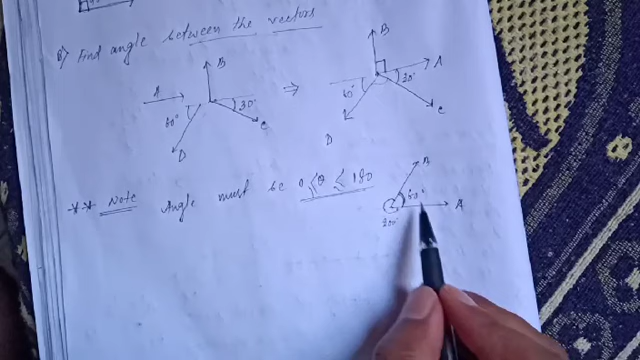 B) Find angle between the vectors
B
A
30°
C
60°
D
⇒
B
A
30°
60°
C
D
** Note Angle must be 0 ≤ θ ≤ 180
B
60°
A
300°